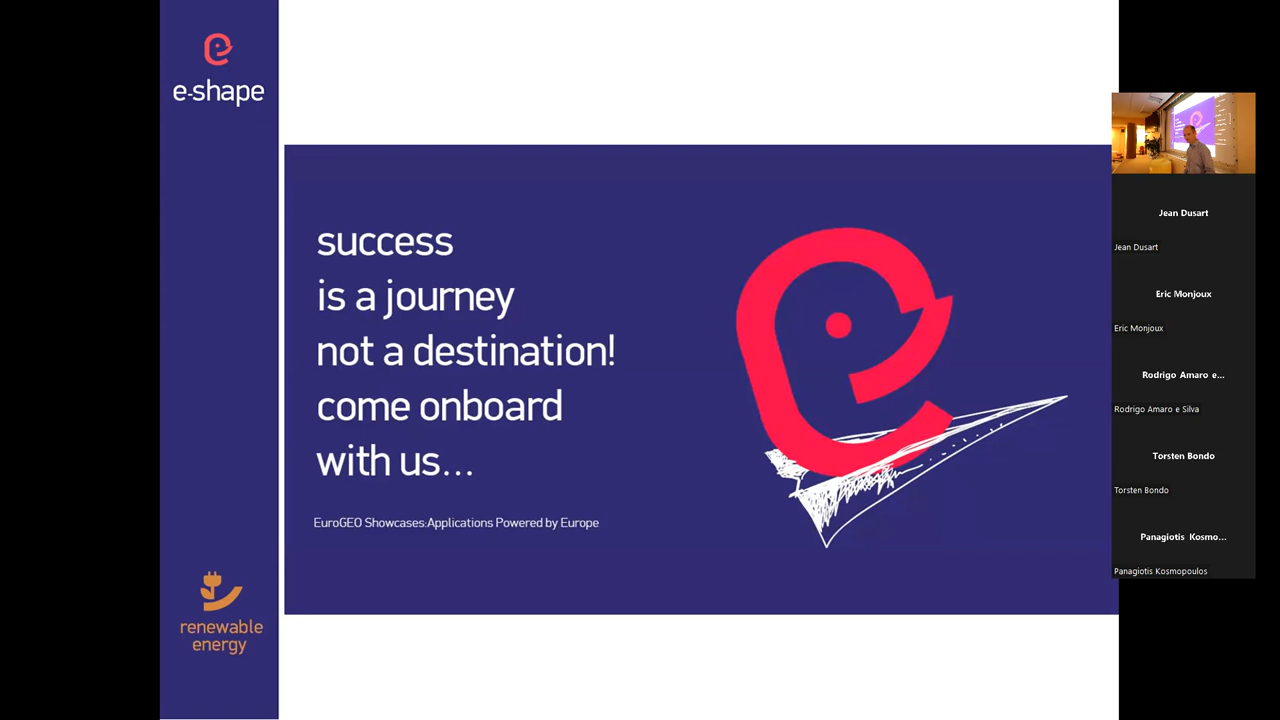 e-shape
success
is a journey
not a destination!
come onboard
with us...
EuroGEO Showcases:Applications Powered by Europe
renewable
energy
Jean Dusart
Jean Dusart
Eric Monjoux
Eric Monjoux
Rodrigo Amaro e...
Rodrigo Amaro e Silva
Torsten Bondo
Torsten Bondo
Panagiotis Kosmo...
Panagiotis Kosmopoulos